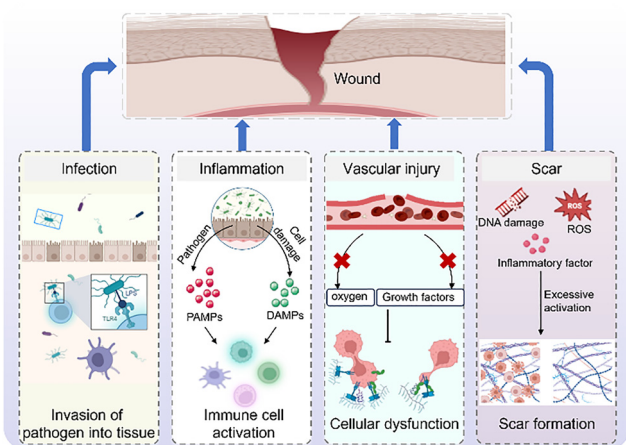 Wound
Infection
LPS
TLR4
Invasion of
pathogen into tissue
Inflammation
Pathogen
Cell
damage
PAMPs
DAMPs
Immune cell
activation
Vascular injury
oxygen
Growth factors
Cellular dysfunction
Scar
DNA damage
ROS
ROS
Inflammatory factor
Excessive
activation
Scar formation